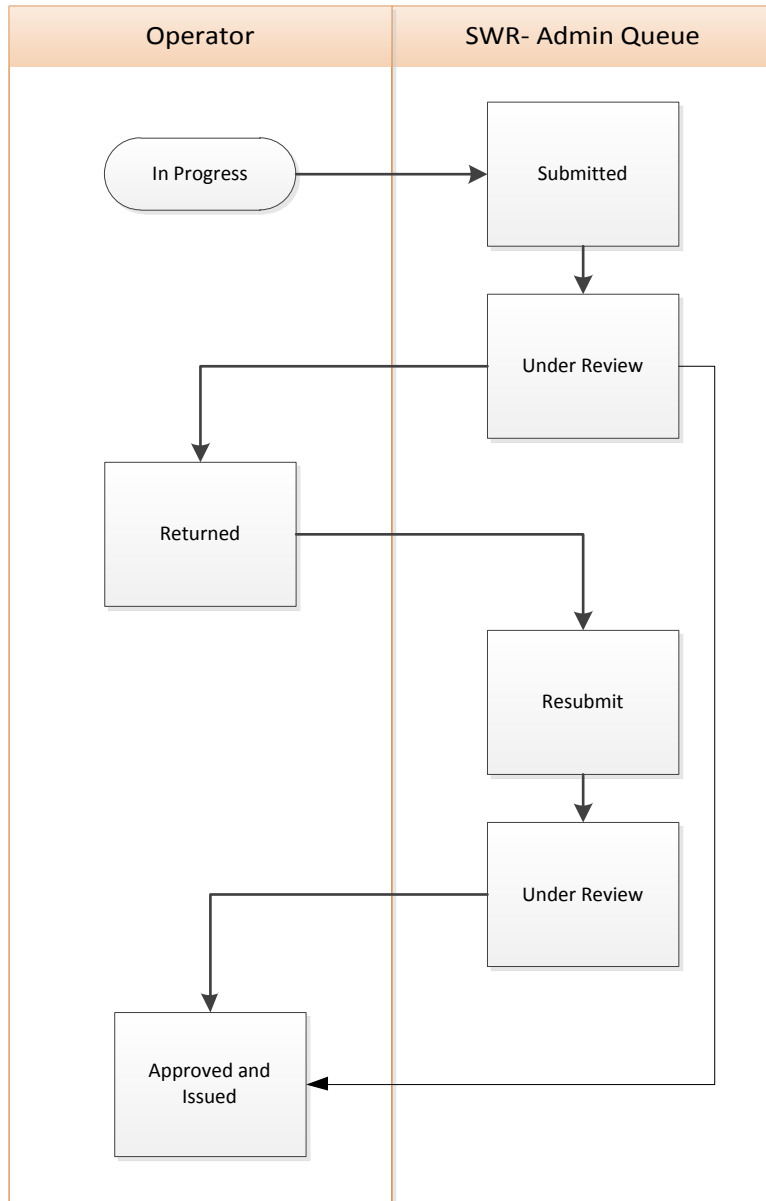 Operator
SWR- Admin Queue
In Progress
Submitted
Under Review
Returned
Resubmit
Under Review
Approved and
Issued